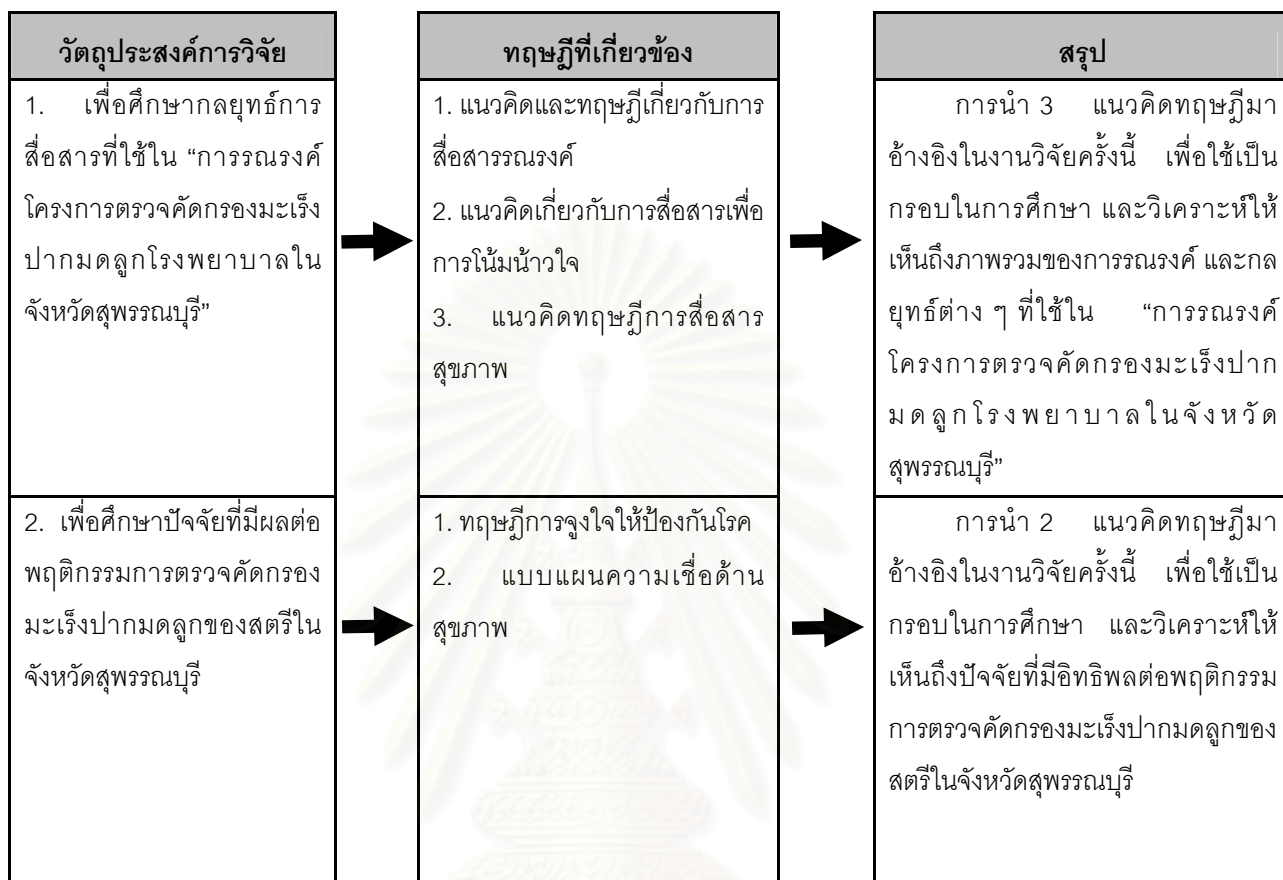 วัตถุประสงค์การวิจัย
1. เพื่อศึกษากลยุทธ์การ
สื่อสารที่ใช้ใน “การรณรงค์
โครงการตรวจคัดกรองมะเร็ง
ปากมดลูกโรงพยาบาลใน
จังหวัดสุพรรณบุรี”
2. เพื่อศึกษาปัจจัยที่มีผลต่อ
พฤติกรรมการตรวจคัดกรอง
มะเร็งปากมดลูกของสตรีใน
จังหวัดสุพรรณบุรี
ทฤษฎีที่เกี่ยวข้อง
1. แนวคิดและทฤษฎีเกี่ยวกับการ
สื่อสารรณรงค์
2. แนวคิดเกี่ยวกับการสื่อสารเพื่อ
การโน้มน้าวใจ
3. แนวคิดทฤษฎีการสื่อสาร
สุขภาพ
1. ทฤษฎีการจูงใจให้ป้องกันโรค
2. แบบแผนความเชื่อด้าน
สุขภาพ
สรุป
การนำ 3 แนวคิดทฤษฎีมา
อ้างอิงในงานวิจัยครั้งนี้ เพื่อใช้เป็น
กรอบในการศึกษา และวิเคราะห์ให้
เห็นถึงภาพรวมของการรณรงค์ และกล
ยุทธ์ต่าง ๆ ที่ใช้ใน “การรณรงค์
โครงการตรวจคัดกรองมะเร็งปาก
มดลูกโรงพยาบาลในจังหวัด
สุพรรณบุรี”
การนำ 2 แนวคิดทฤษฎีมา
อ้างอิงในงานวิจัยครั้งนี้ เพื่อใช้เป็น
กรอบในการศึกษา และวิเคราะห์ให้
เห็นถึงปัจจัยที่มีอิทธิพลต่อพฤติกรรม
การตรวจคัดกรองมะเร็งปากมดลูกของ
สตรีในจังหวัดสุพรรณบุรี